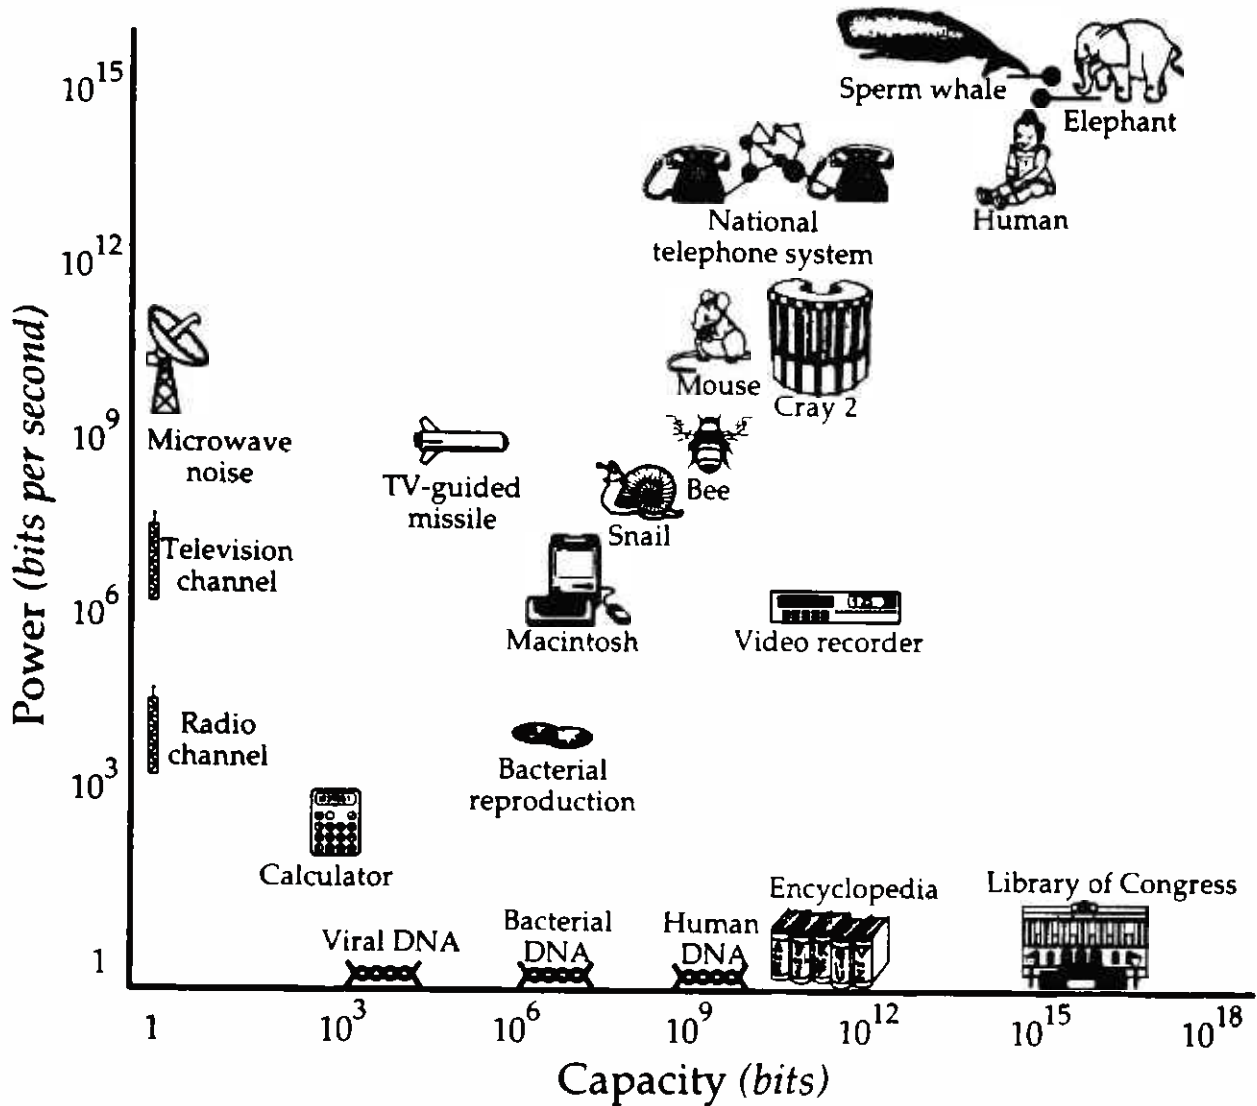 10^15
Sperm whale
Elephant
National
telephone system
Human
10^12
Mouse
Cray 2
10^9
Microwave
noise
TV-guided
missile
Bee
Snail
Television
channel
10^6
Macintosh
Video recorder
Radio
channel
10^3
Bacterial
reproduction
Calculator
Encyclopedia
Library of Congress
Viral DNA
Bacterial
DNA
Human
DNA
1
1
10^3
10^6
10^9
10^12
10^15
10^18
Power (bits per second)
Capacity (bits)